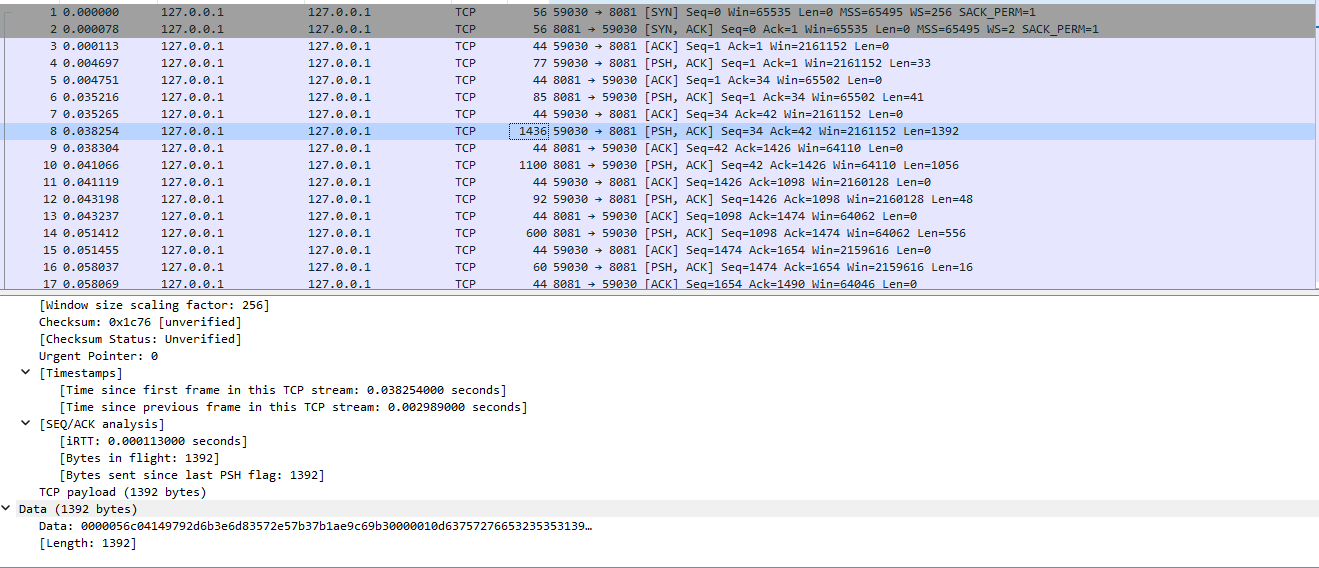 1 0.000000 127.0.0.1 127.0.0.1 TCP 56 59030 → 8081 [SYN] Seq=0 Win=65535 Len=0 MSS=65495 WS=256 SACK_PERM=1
2 0.000078 127.0.0.1 127.0.0.1 TCP 56 8081 → 59030 [SYN, ACK] Seq=0 Ack=1 Win=65535 Len=0 MSS=65495 WS=2 SACK_PERM=1
3 0.000113 127.0.0.1 127.0.0.1 TCP 44 59030 → 8081 [ACK] Seq=1 Ack=1 Win=2161152 Len=0
4 0.004697 127.0.0.1 127.0.0.1 TCP 77 59030 → 8081 [PSH, ACK] Seq=1 Ack=1 Win=2161152 Len=33
5 0.004751 127.0.0.1 127.0.0.1 TCP 44 8081 → 59030 [ACK] Seq=1 Ack=34 Win=65502 Len=0
6 0.035216 127.0.0.1 127.0.0.1 TCP 85 8081 → 59030 [PSH, ACK] Seq=1 Ack=34 Win=65502 Len=41
7 0.035265 127.0.0.1 127.0.0.1 TCP 44 59030 → 8081 [ACK] Seq=34 Ack=42 Win=2161152 Len=0
8 0.038254 127.0.0.1 127.0.0.1 TCP 1436 59030 → 8081 [PSH, ACK] Seq=34 Ack=42 Win=2161152 Len=1392
9 0.038304 127.0.0.1 127.0.0.1 TCP 44 8081 → 59030 [ACK] Seq=42 Ack=1426 Win=64110 Len=0
10 0.041066 127.0.0.1 127.0.0.1 TCP 1100 8081 → 59030 [PSH, ACK] Seq=42 Ack=1426 Win=64110 Len=1056
11 0.041119 127.0.0.1 127.0.0.1 TCP 44 59030 → 8081 [ACK] Seq=1426 Ack=1098 Win=2160128 Len=0
12 0.043198 127.0.0.1 127.0.0.1 TCP 92 59030 → 8081 [PSH, ACK] Seq=1426 Ack=1098 Win=2160128 Len=48
13 0.043237 127.0.0.1 127.0.0.1 TCP 44 8081 → 59030 [ACK] Seq=1098 Ack=1474 Win=64062 Len=0
14 0.051412 127.0.0.1 127.0.0.1 TCP 600 8081 → 59030 [PSH, ACK] Seq=1098 Ack=1474 Win=64062 Len=556
15 0.051455 127.0.0.1 127.0.0.1 TCP 44 59030 → 8081 [ACK] Seq=1474 Ack=1654 Win=2159616 Len=0
16 0.058037 127.0.0.1 127.0.0.1 TCP 60 59030 → 8081 [PSH, ACK] Seq=1474 Ack=1654 Win=2159616 Len=16
17 0.058069 127.0.0.1 127.0.0.1 TCP 44 8081 → 59030 [ACK] Seq=1654 Ack=1490 Win=64046 Len=0
[Window size scaling factor: 256]
Checksum: 0x1c76 [unverified]
[Checksum Status: Unverified]
Urgent Pointer: 0
[Timestamps]
[Time since first frame in this TCP stream: 0.038254000 seconds]
[Time since previous frame in this TCP stream: 0.002989000 seconds]
[SEQ/ACK analysis]
[iRTT: 0.000113000 seconds]
[Bytes in flight: 1392]
[Bytes sent since last PSH flag: 1392]
TCP payload (1392 bytes)
Data (1392 bytes)
Data: 0000056c04149792d6b3e6d83572e57b37b1ae9c69b30000010d63757276653235353139…
[Length: 1392]